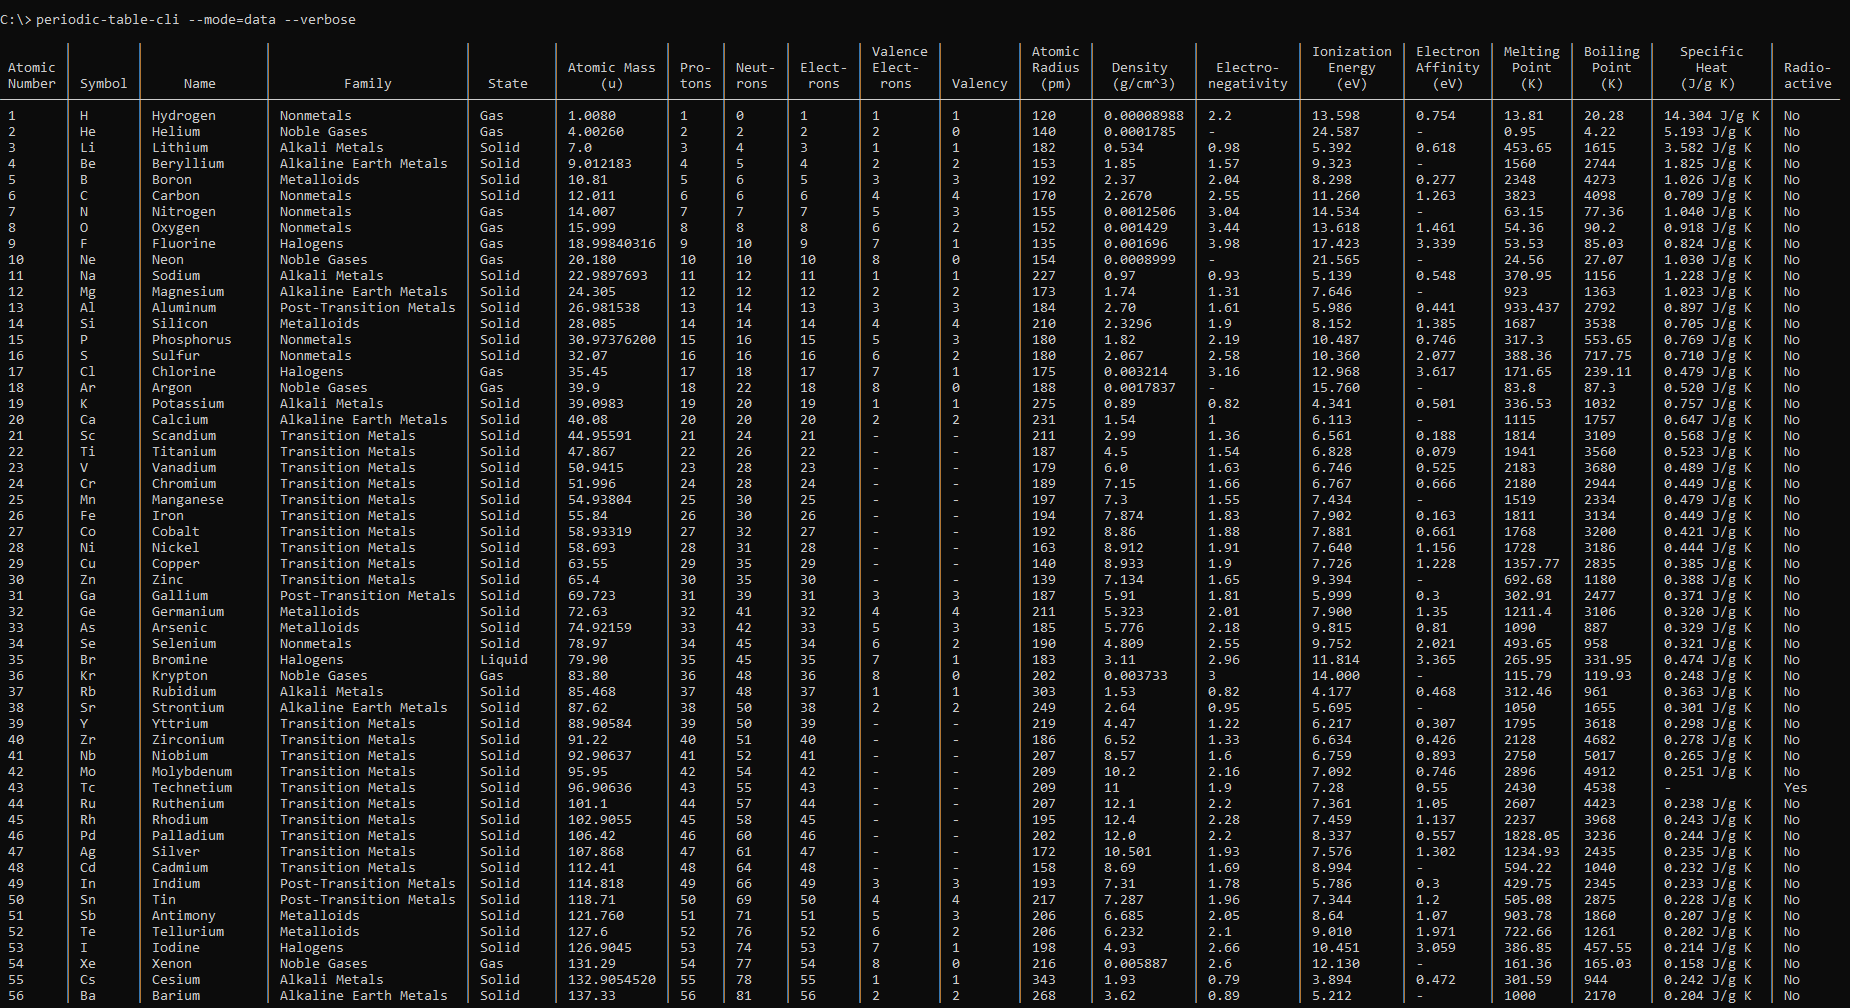 C:\> periodic-table-cli --mode=data --verbose
Valence Atomic Ionization Electron Melting Boiling Specific
Atomic Atomic Mass Pro- Neut- Elect- Elect- Radius Density Electro- Energy Affinity Point Point Heat Radio-
Number Symbol Name Family State (u) tons rons rons rons Valency (pm) (g/cm^3) negativity (eV) (eV) (K) (K) (J/g K) active
1 H Hydrogen Nonmetals Gas 1.0080 1 0 1 1 1 120 0.00008988 2.2 13.598 0.754 13.81 20.28 14.304 J/g K No
2 He Helium Noble Gases Gas 4.00260 2 2 2 2 0 140 0.0001785 - 24.587 - 0.95 4.22 5.193 J/g K No
3 Li Lithium Alkali Metals Solid 7.0 3 4 3 1 1 182 0.534 0.98 5.392 0.618 453.65 1615 3.582 J/g K No
4 Be Beryllium Alkaline Earth Metals Solid 9.012183 4 5 4 2 2 153 1.85 1.57 9.323 - 1560 2744 1.825 J/g K No
5 B Boron Metalloids Solid 10.81 5 6 5 3 3 192 2.37 2.04 8.298 0.277 2348 4273 1.026 J/g K No
6 C Carbon Nonmetals Solid 12.011 6 6 6 4 4 170 2.2670 2.55 11.260 1.263 3823 4098 0.709 J/g K No
7 N Nitrogen Nonmetals Gas 14.007 7 7 7 5 3 155 0.0012506 3.04 14.534 - 63.15 77.36 1.040 J/g K No
8 O Oxygen Nonmetals Gas 15.999 8 8 8 6 2 152 0.001429 3.44 13.618 1.461 54.36 90.2 0.918 J/g K No
9 F Fluorine Halogens Gas 18.99840316 9 10 9 7 1 135 0.001696 3.98 17.423 3.339 53.53 85.03 0.824 J/g K No
10 Ne Neon Noble Gases Gas 20.180 10 10 10 8 0 154 0.0008999 - 21.565 - 24.56 27.07 1.030 J/g K No
11 Na Sodium Alkali Metals Solid 22.9897693 11 12 11 1 1 227 0.97 0.93 5.139 0.548 370.95 1156 1.228 J/g K No
12 Mg Magnesium Alkaline Earth Metals Solid 24.305 12 12 12 2 2 173 1.74 1.31 7.646 - 923 1363 1.023 J/g K No
13 Al Aluminum Post-Transition Metals Solid 26.981538 13 14 13 3 3 184 2.70 1.61 5.986 0.441 933.437 2792 0.897 J/g K No
14 Si Silicon Metalloids Solid 28.085 14 14 14 4 4 210 2.3296 1.9 8.152 1.385 1687 3538 0.705 J/g K No
15 P Phosphorus Nonmetals Solid 30.97376200 15 16 15 5 3 180 1.82 2.19 10.487 0.746 317.3 553.65 0.769 J/g K No
16 S Sulfur Nonmetals Solid 32.07 16 16 16 6 2 180 2.067 2.58 10.360 2.077 388.36 717.75 0.710 J/g K No
17 Cl Chlorine Halogens Gas 35.45 17 18 17 7 1 175 0.003214 3.16 12.968 3.617 171.65 239.11 0.479 J/g K No
18 Ar Argon Noble Gases Gas 39.9 18 22 18 8 0 188 0.0017837 - 15.760 - 83.8 87.3 0.520 J/g K No
19 K Potassium Alkali Metals Solid 39.0983 19 20 19 1 1 275 0.89 0.82 4.341 0.501 336.53 1032 0.757 J/g K No
20 Ca Calcium Alkaline Earth Metals Solid 40.08 20 20 20 2 2 231 1.54 1 6.113 - 1115 1757 0.647 J/g K No
21 Sc Scandium Transition Metals Solid 44.95591 21 24 21 - - 211 2.99 1.36 6.561 0.188 1814 3109 0.568 J/g K No
22 Ti Titanium Transition Metals Solid 47.867 22 26 22 - - 187 4.5 1.54 6.828 0.079 1941 3560 0.523 J/g K No
23 V Vanadium Transition Metals Solid 50.9415 23 28 23 - - 179 6.0 1.63 6.746 0.525 2183 3680 0.489 J/g K No
24 Cr Chromium Transition Metals Solid 51.996 24 28 24 - - 189 7.15 1.66 6.767 0.666 2180 2944 0.449 J/g K No
25 Mn Manganese Transition Metals Solid 54.93804 25 30 25 - - 197 7.3 1.55 7.434 - 1519 2334 0.479 J/g K No
26 Fe Iron Transition Metals Solid 55.84 26 30 26 - - 194 7.874 1.83 7.902 0.163 1811 3134 0.449 J/g K No
27 Co Cobalt Transition Metals Solid 58.93319 27 32 27 - - 192 8.86 1.88 7.881 0.661 1768 3200 0.421 J/g K No
28 Ni Nickel Transition Metals Solid 58.693 28 31 28 - - 163 8.912 1.91 7.640 1.156 1728 3186 0.444 J/g K No
29 Cu Copper Transition Metals Solid 63.55 29 35 29 - - 140 8.933 1.9 7.726 1.228 1357.77 2835 0.385 J/g K No
30 Zn Zinc Transition Metals Solid 65.4 30 35 30 - - 139 7.134 1.65 9.394 - 692.68 1180 0.388 J/g K No
31 Ga Gallium Post-Transition Metals Solid 69.723 31 39 31 3 3 187 5.91 1.81 5.999 0.3 302.91 2477 0.371 J/g K No
32 Ge Germanium Metalloids Solid 72.63 32 41 32 4 4 211 5.323 2.01 7.900 1.35 1211.4 3106 0.320 J/g K No
33 As Arsenic Metalloids Solid 74.92159 33 42 33 5 3 185 5.776 2.18 9.815 0.81 1090 887 0.329 J/g K No
34 Se Selenium Nonmetals Solid 78.97 34 45 34 6 2 190 4.809 2.55 9.752 2.021 493.65 958 0.321 J/g K No
35 Br Bromine Halogens Liquid 79.90 35 45 35 7 1 183 3.11 2.96 11.814 3.365 265.95 331.95 0.474 J/g K No
36 Kr Krypton Noble Gases Gas 83.80 36 48 36 8 0 202 0.003733 3 14.000 - 115.79 119.93 0.248 J/g K No
37 Rb Rubidium Alkali Metals Solid 85.468 37 48 37 1 1 303 1.53 0.82 4.177 0.468 312.46 961 0.363 J/g K No
38 Sr Strontium Alkaline Earth Metals Solid 87.62 38 50 38 2 2 249 2.64 0.95 5.695 - 1050 1655 0.301 J/g K No
39 Y Yttrium Transition Metals Solid 88.90584 39 50 39 - - 219 4.47 1.22 6.217 0.307 1795 3618 0.298 J/g K No
40 Zr Zirconium Transition Metals Solid 91.22 40 51 40 - - 186 6.52 1.33 6.634 0.426 2128 4682 0.278 J/g K No
41 Nb Niobium Transition Metals Solid 92.90637 41 52 41 - - 207 8.57 1.6 6.759 0.893 2750 5017 0.265 J/g K No
42 Mo Molybdenum Transition Metals Solid 95.95 42 54 42 - - 209 10.2 2.16 7.092 0.746 2896 4912 0.251 J/g K No
43 Tc Technetium Transition Metals Solid 96.90636 43 55 43 - - 209 11 1.9 7.28 0.55 2430 4538 - Yes
44 Ru Ruthenium Transition Metals Solid 101.1 44 57 44 - - 207 12.1 2.2 7.361 1.05 2607 4423 0.238 J/g K No
45 Rh Rhodium Transition Metals Solid 102.9055 45 58 45 - - 195 12.4 2.28 7.459 1.137 2237 3968 0.243 J/g K No
46 Pd Palladium Transition Metals Solid 106.42 46 60 46 - - 202 12.0 2.2 8.337 0.557 1828.05 3236 0.244 J/g K No
47 Ag Silver Transition Metals Solid 107.868 47 61 47 - - 172 10.501 1.93 7.576 1.302 1234.93 2435 0.235 J/g K No
48 Cd Cadmium Transition Metals Solid 112.41 48 64 48 - - 158 8.69 1.69 8.994 - 594.22 1040 0.232 J/g K No
49 In Indium Post-Transition Metals Solid 114.818 49 66 49 3 3 193 7.31 1.78 5.786 0.3 429.75 2345 0.233 J/g K No
50 Sn Tin Post-Transition Metals Solid 118.71 50 69 50 4 4 217 7.287 1.96 7.344 1.2 505.08 2875 0.228 J/g K No
51 Sb Antimony Metalloids Solid 121.760 51 71 51 5 3 206 6.685 2.05 8.64 1.07 903.78 1860 0.207 J/g K No
52 Te Tellurium Metalloids Solid 127.6 52 76 52 6 2 206 6.232 2.1 9.010 1.971 722.66 1261 0.202 J/g K No
53 I Iodine Halogens Solid 126.9045 53 74 53 7 1 198 4.93 2.66 10.451 3.059 386.85 457.55 0.214 J/g K No
54 Xe Xenon Noble Gases Gas 131.29 54 77 54 8 0 216 0.005887 2.6 12.130 - 161.36 165.03 0.158 J/g K No
55 Cs Cesium Alkali Metals Solid 132.9054520 55 78 55 1 1 343 1.93 0.79 3.894 0.472 301.59 944 0.242 J/g K No
56 Ba Barium Alkaline Earth Metals Solid 137.33 56 81 56 2 2 268 3.62 0.89 5.212 - 1000 2170 0.204 J/g K No